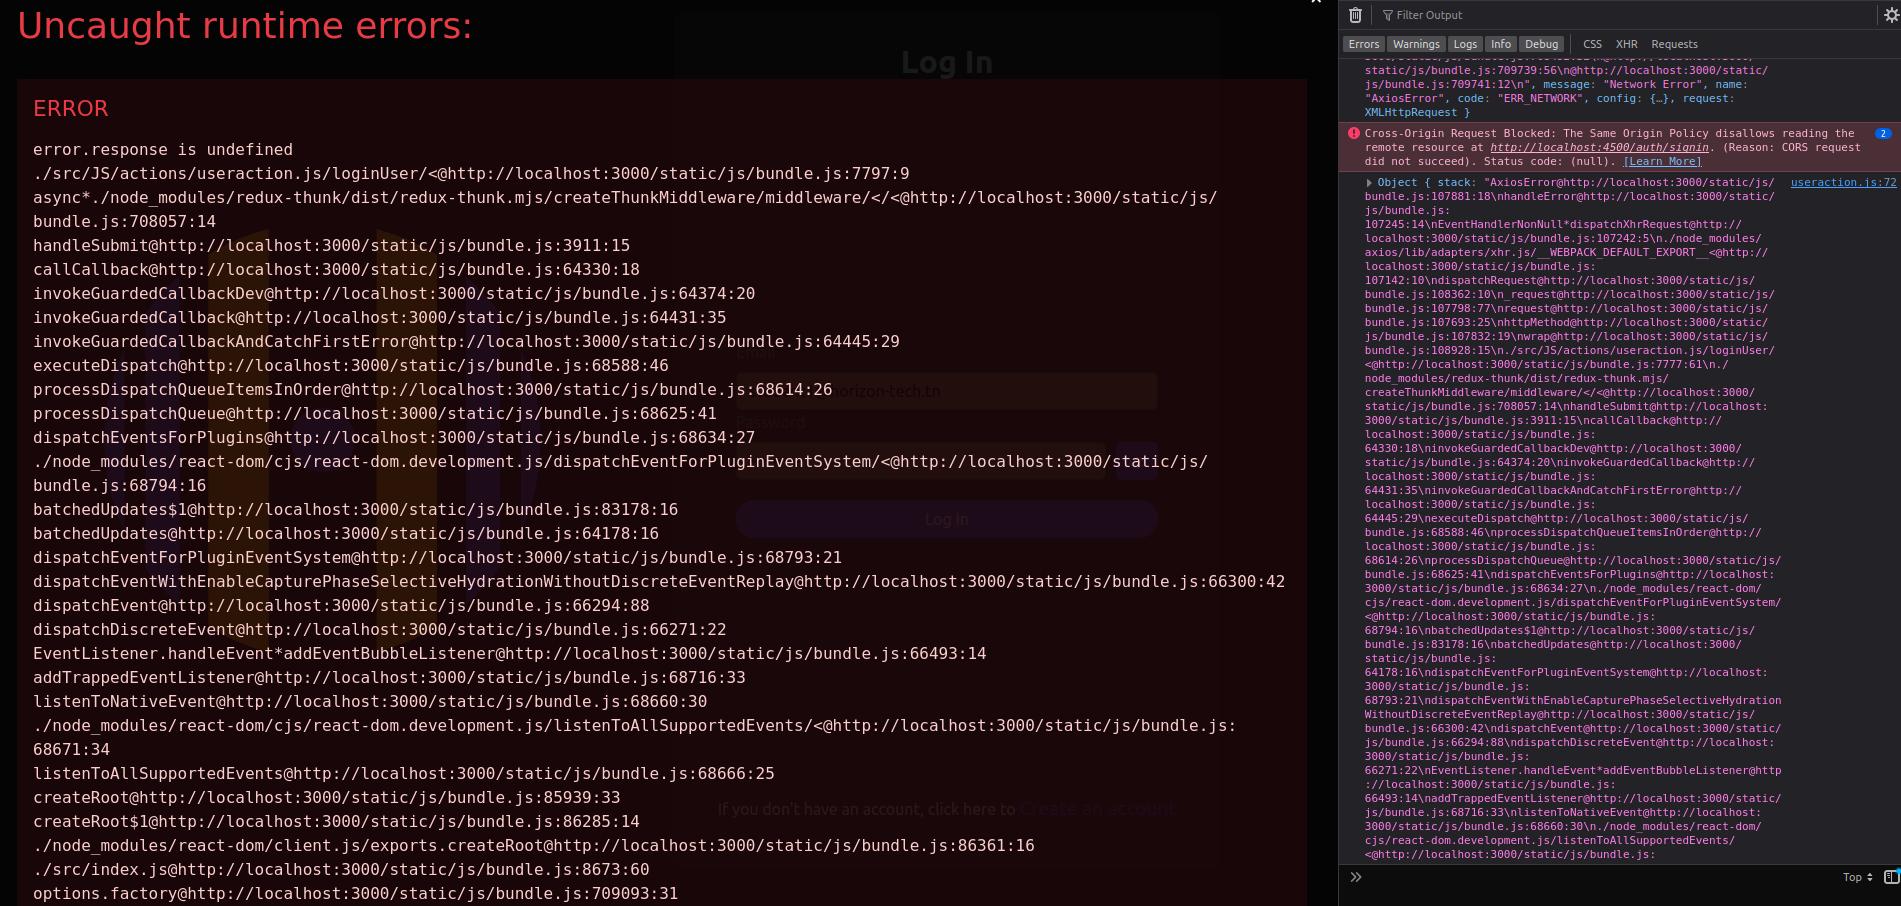 Uncaught runtime errors:
Log In
ERROR
error.response is undefined
./src/JS/actions/useraction.js/loginUser/<@http://localhost:3000/static/js/bundle.js:7797:9
async*./node_modules/redux-thunk/dist/redux-thunk.mjs/createThunkMiddleware/middleware/</<@http://localhost:3000/static/js/
bundle.js:708057:14
handleSubmit@http://localhost:3000/static/js/bundle.js:3911:15
callCallback@http://localhost:3000/static/js/bundle.js:64330:18
invokeGuardedCallbackDev@http://localhost:3000/static/js/bundle.js:64374:20
invokeGuardedCallback@http://localhost:3000/static/js/bundle.js:64431:35
invokeGuardedCallbackAndCatchFirstError@http://localhost:3000/static/js/bundle.js:64445:29
Email
executeDispatch@http://localhost:3000/static/js/bundle.js:68588:46
processDispatchQueueItemsInOrder@http://localhost:3000/static/js/bundle.js:68614:26
horizon-tech.tn
processDispatchQueue@http://localhost:3000/static/js/bundle.js:68625:41
Password
dispatchEventsForPlugins@http://localhost:3000/static/js/bundle.js:68634:27
./node_modules/react-dom/cjs/react-dom.development.js/dispatchEventForPluginEventSystem/<@http://localhost:3000/static/js/
bundle.js:68794:16
batchedUpdates$1@http://localhost:3000/static/js/bundle.js:83178:16
Log In
batchedUpdates@http://localhost:3000/static/js/bundle.js:64178:16
dispatchEventForPluginEventSystem@http://localhost:3000/static/js/bundle.js:68793:21
dispatchEventWithEnableCapturePhaseSelectiveHydrationWithoutDiscreteEventReplay@http://localhost:3000/static/js/bundle.js:66300:42
dispatchEvent@http://localhost:3000/static/js/bundle.js:66294:88
dispatchDiscreteEvent@http://localhost:3000/static/js/bundle.js:66271:22
EventListener.handleEvent*addEventBubbleListener@http://localhost:3000/static/js/bundle.js:66493:14
addTrappedEventListener@http://localhost:3000/static/js/bundle.js:68716:33
listenToNativeEvent@http://localhost:3000/static/js/bundle.js:68660:30
./node_modules/react-dom/cjs/react-dom.development.js/listenToAllSupportedEvents/<@http://localhost:3000/static/js/bundle.js:
68671:34
listenToAllSupportedEvents@http://localhost:3000/static/js/bundle.js:68666:25
createRoot@http://localhost:3000/static/js/bundle.js:85939:33
If you don't have an account, click here to Create an account
createRoot$1@http://localhost:3000/static/js/bundle.js:86285:14
./node_modules/react-dom/client.js/exports.createRoot@http://localhost:3000/static/js/bundle.js:86361:16
./src/index.js@http://localhost:3000/static/js/bundle.js:8673:60
options.factory@http://localhost:3000/static/js/bundle.js:709093:31
Filter Output
Errors Warnings Logs Info Debug CSS XHR Requests
static/js/bundle.js:709739:56\n@http://localhost:3000/static/
js/bundle.js:709741:12\n", message: "Network Error", name:
"AxiosError", code: "ERR_NETWORK", config: {…}, request:
XMLHttpRequest }
Cross-Origin Request Blocked: The Same Origin Policy disallows reading the 2
remote resource at http://localhost:4500/auth/signin. (Reason: CORS request
did not succeed). Status code: (null). [Learn More]
Object { stack: "AxiosError@http://localhost:3000/static/js/ useraction.js:72
bundle.js:107881:18\nhandleError@http://localhost:3000/static/
js/bundle.js:
107245:14\nEventHandlerNonNull*dispatchXhrRequest@http://
localhost:3000/static/js/bundle.js:107242:5\n./node_modules/
axios/lib/adapters/xhr.js/__WEBPACK_DEFAULT_EXPORT__<@http://
localhost:3000/static/js/bundle.js:
107142:10\ndispatchRequest@http://localhost:3000/static/js/
bundle.js:108362:10\n_request@http://localhost:3000/static/js/
bundle.js:107798:77\nrequest@http://localhost:3000/static/js/
bundle.js:107693:25\nhttpMethod@http://localhost:3000/static/
js/bundle.js:107832:19\nwrap@http://localhost:3000/static/js/
bundle.js:108928:15\n./src/JS/actions/useraction.js/loginUser/
<@http://localhost:3000/static/js/bundle.js:7777:61\n./
node_modules/redux-thunk/dist/redux-thunk.mjs/
createThunkMiddleware/middleware/</<@http://localhost:3000/
static/js/bundle.js:708057:14\nhandleSubmit@http://localhost:
3000/static/js/bundle.js:3911:15\ncallCallback@http://
localhost:3000/static/js/bundle.js:
64330:18\ninvokeGuardedCallbackDev@http://localhost:3000/
static/js/bundle.js:64374:20\ninvokeGuardedCallback@http://
localhost:3000/static/js/bundle.js:
64431:35\ninvokeGuardedCallbackAndCatchFirstError@http://
localhost:3000/static/js/bundle.js:
64445:29\nexecuteDispatch@http://localhost:3000/static/js/
bundle.js:68588:46\nprocessDispatchQueueItemsInOrder@http://
localhost:3000/static/js/bundle.js:
68614:26\nprocessDispatchQueue@http://localhost:3000/static/js/
bundle.js:68625:41\ndispatchEventsForPlugins@http://localhost:
3000/static/js/bundle.js:68634:27\n./node_modules/react-dom/
cjs/react-dom.development.js/dispatchEventForPluginEventSystem/
<@http://localhost:3000/static/js/bundle.js:
68794:16\nbatchedUpdates$1@http://localhost:3000/static/js/
bundle.js:83178:16\nbatchedUpdates@http://localhost:3000/
static/js/bundle.js:
64178:16\ndispatchEventForPluginEventSystem@http://localhost:
3000/static/js/bundle.js:
68793:21\ndispatchEventWithEnableCapturePhaseSelectiveHydration
WithoutDiscreteEventReplay@http://localhost:3000/static/js/
bundle.js:66300:42\ndispatchEvent@http://localhost:3000/static/
js/bundle.js:66294:88\ndispatchDiscreteEvent@http://localhost:
3000/static/js/bundle.js:
66271:22\nEventListener.handleEvent*addEventBubbleListener@http
://localhost:3000/static/js/bundle.js:
66493:14\naddTrappedEventListener@http://localhost:3000/static/
js/bundle.js:68716:33\nlistenToNativeEvent@http://localhost:
3000/static/js/bundle.js:68660:30\n./node_modules/react-dom/
cjs/react-dom.development.js/listenToAllSupportedEvents/
<@http://localhost:3000/static/js/bundle.js:
Top